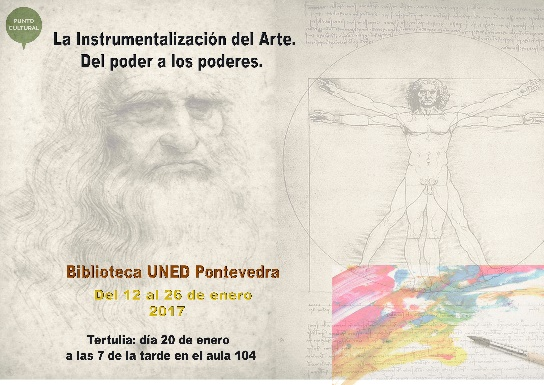 PUNTO
CULTURAL
La Instrumentalización del Arte.
Del poder a los poderes.
Biblioteca UNED Pontevedra
Del 12 al 26 de enero
2017
Tertulia: día 20 de enero
a las 7 de la tarde en el aula 104